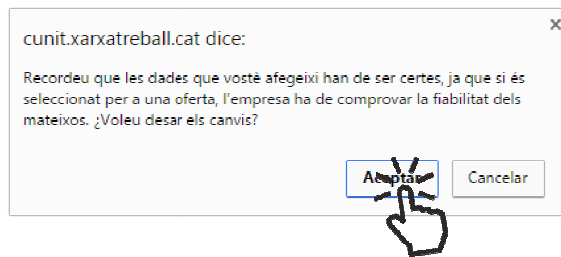 cunit.xarxatreball.cat dice:
Recordeu que les dades que vostè afegeixi han de ser certes, ja que si és
seleccionat per a una oferta, l'empresa ha de comprovar la fiabilitat dels
mateixos. ¿Voleu desar els canvis?
Aceptar Cancelar